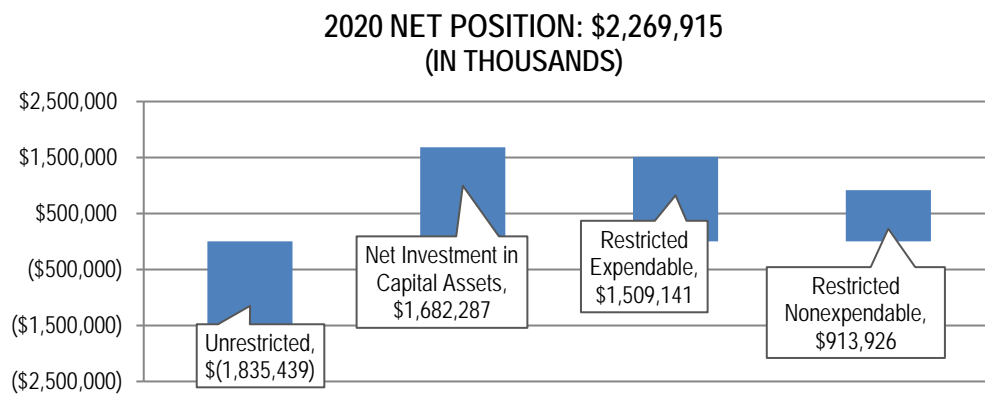 2020 NET POSITION: $2,269,915
(IN THOUSANDS)
$2,500,000
$1,500,000
$500,000
($500,000)
($1,500,000)
($2,500,000)
Unrestricted,
$(1,835,439)
Net Investment in
Capital Assets,
$1,682,287
Restricted
Expendable,
$1,509,141
Restricted
Nonexpendable,
$913,926